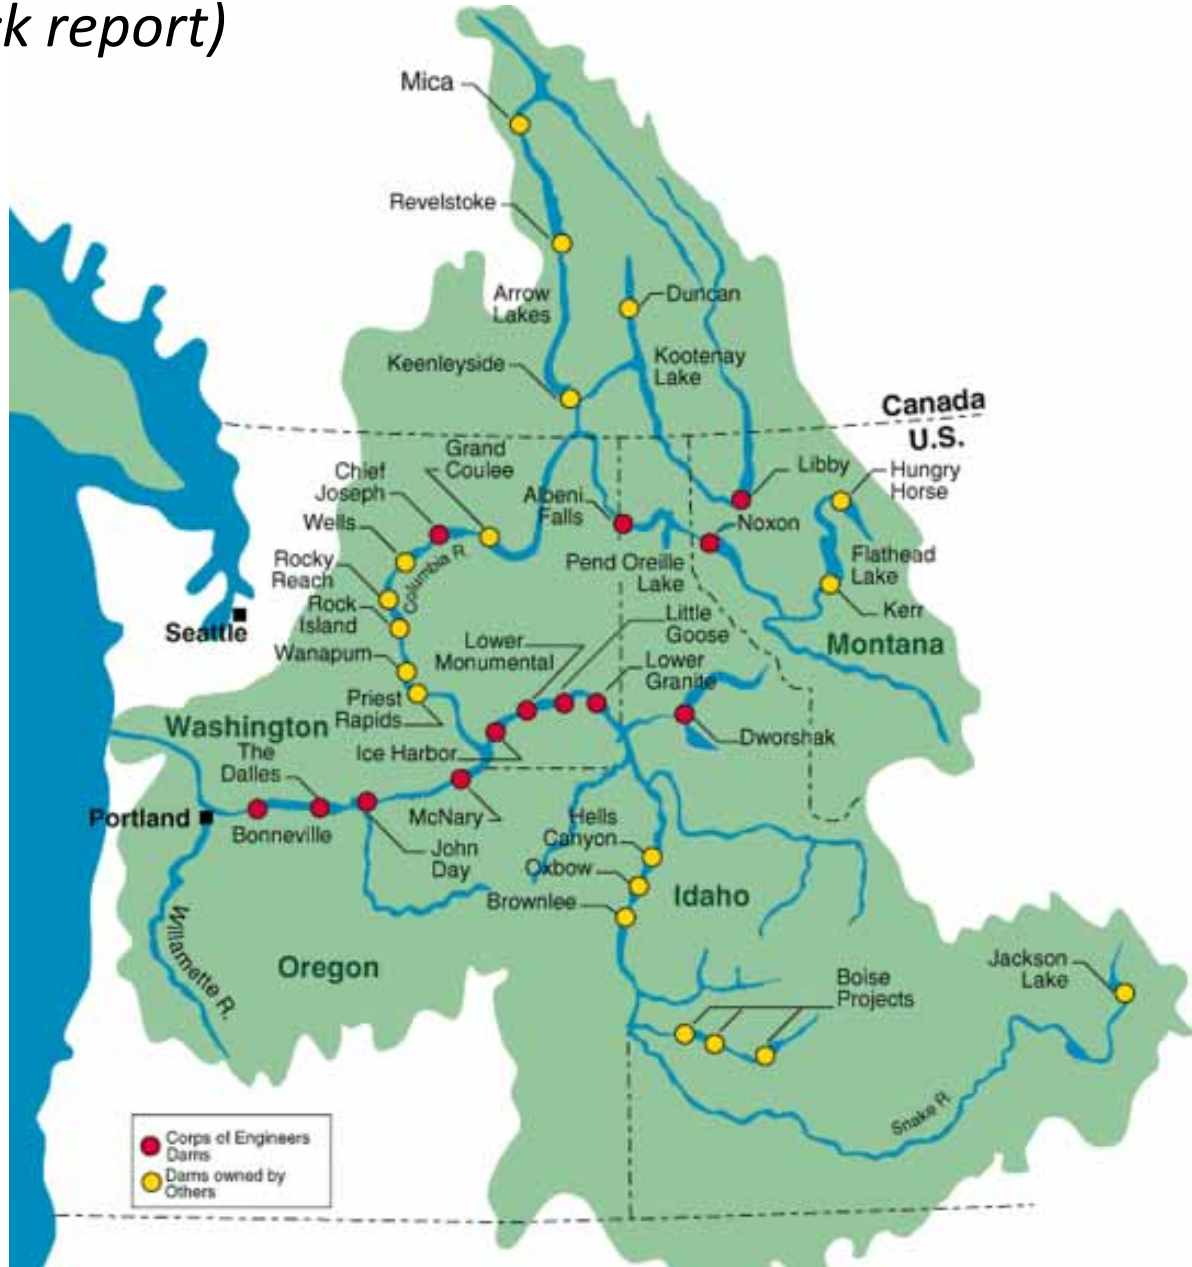 k report)
Mica
Revelstoke
Arrow
Lakes
Duncan
Keenleyside
Kootenay
Lake
Canada
U.S.
Grand
Coulee
Chief
Joseph
Albeni
Falls
Libby
Hungry
Horse
Wells
Noxon
Columbia R.
Rocky
Reach
Pend Oreille
Lake
Flathead
Lake
Rock
Island
Little
Goose
Kerr
Seattle
Lower
Monumental
Montana
Wanapum
Lower
Granite
Priest
Rapids
Washington
Ice Harbor
Dworshak
The
Dalles
Portland
Bonneville
McNary
Hells
Canyon
John
Day
Oxbow
Brownlee
Idaho
Willamette R.
Oregon
Boise
Projects
Jackson
Lake
Snake R.
Corps of Engineers
Dams
Dams owned by
Others